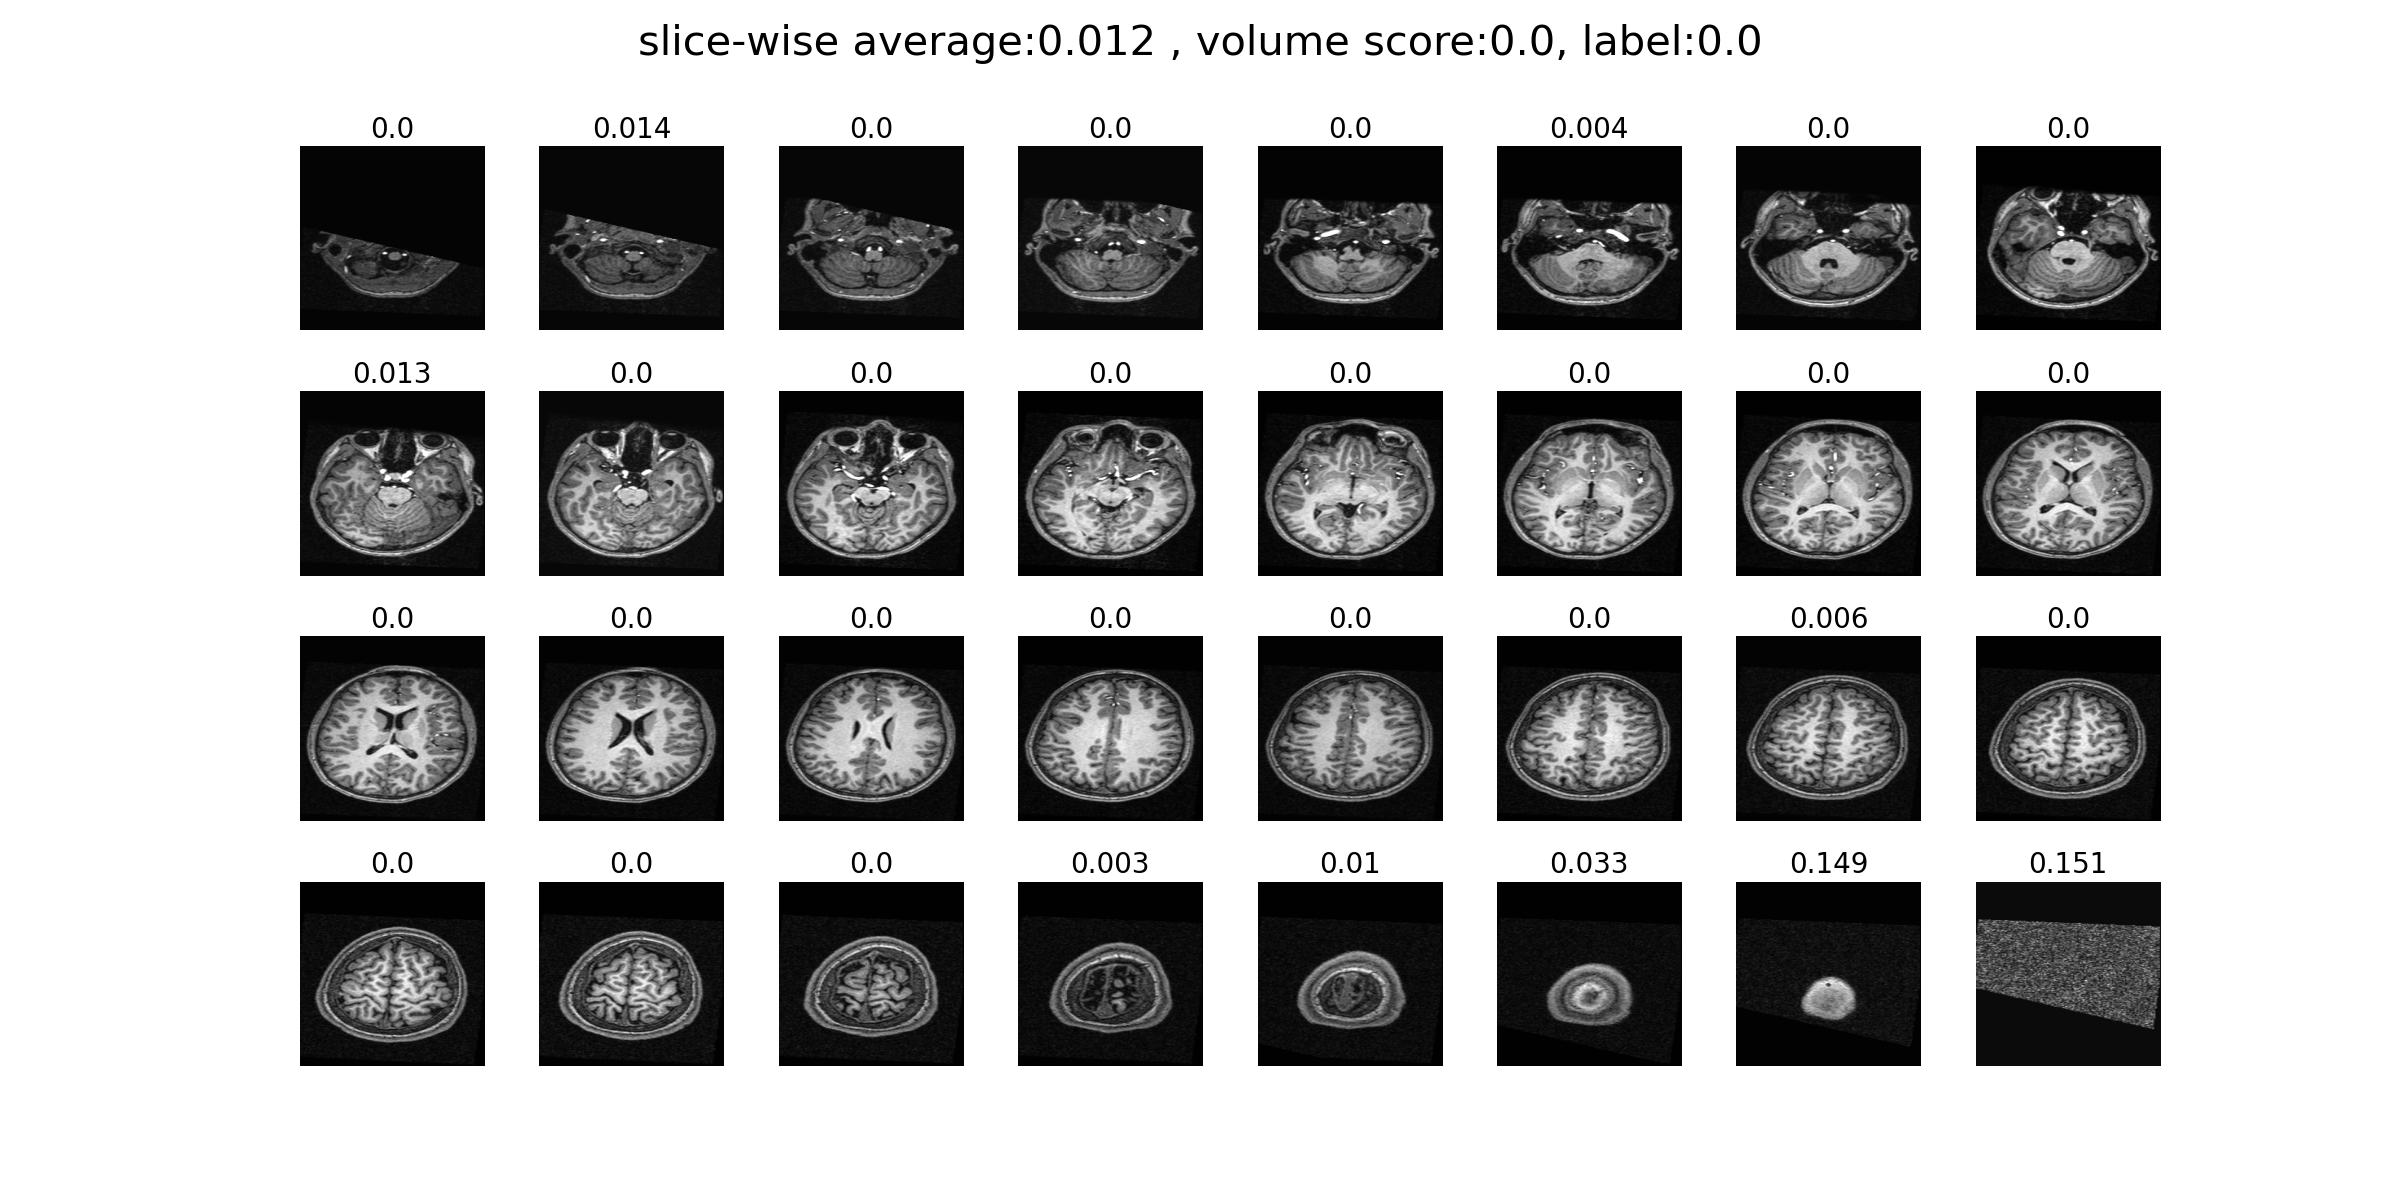 slice-wise average:0.012 , volume score:0.0, label:0.0
0.0 0.014 0.0 0.0 0.0 0.004 0.0 0.0
0.013 0.0 0.0 0.0 0.0 0.0 0.0 0.0
0.0 0.0 0.0 0.0 0.0 0.0 0.006 0.0
0.0 0.0 0.0 0.003 0.01 0.033 0.149 0.151